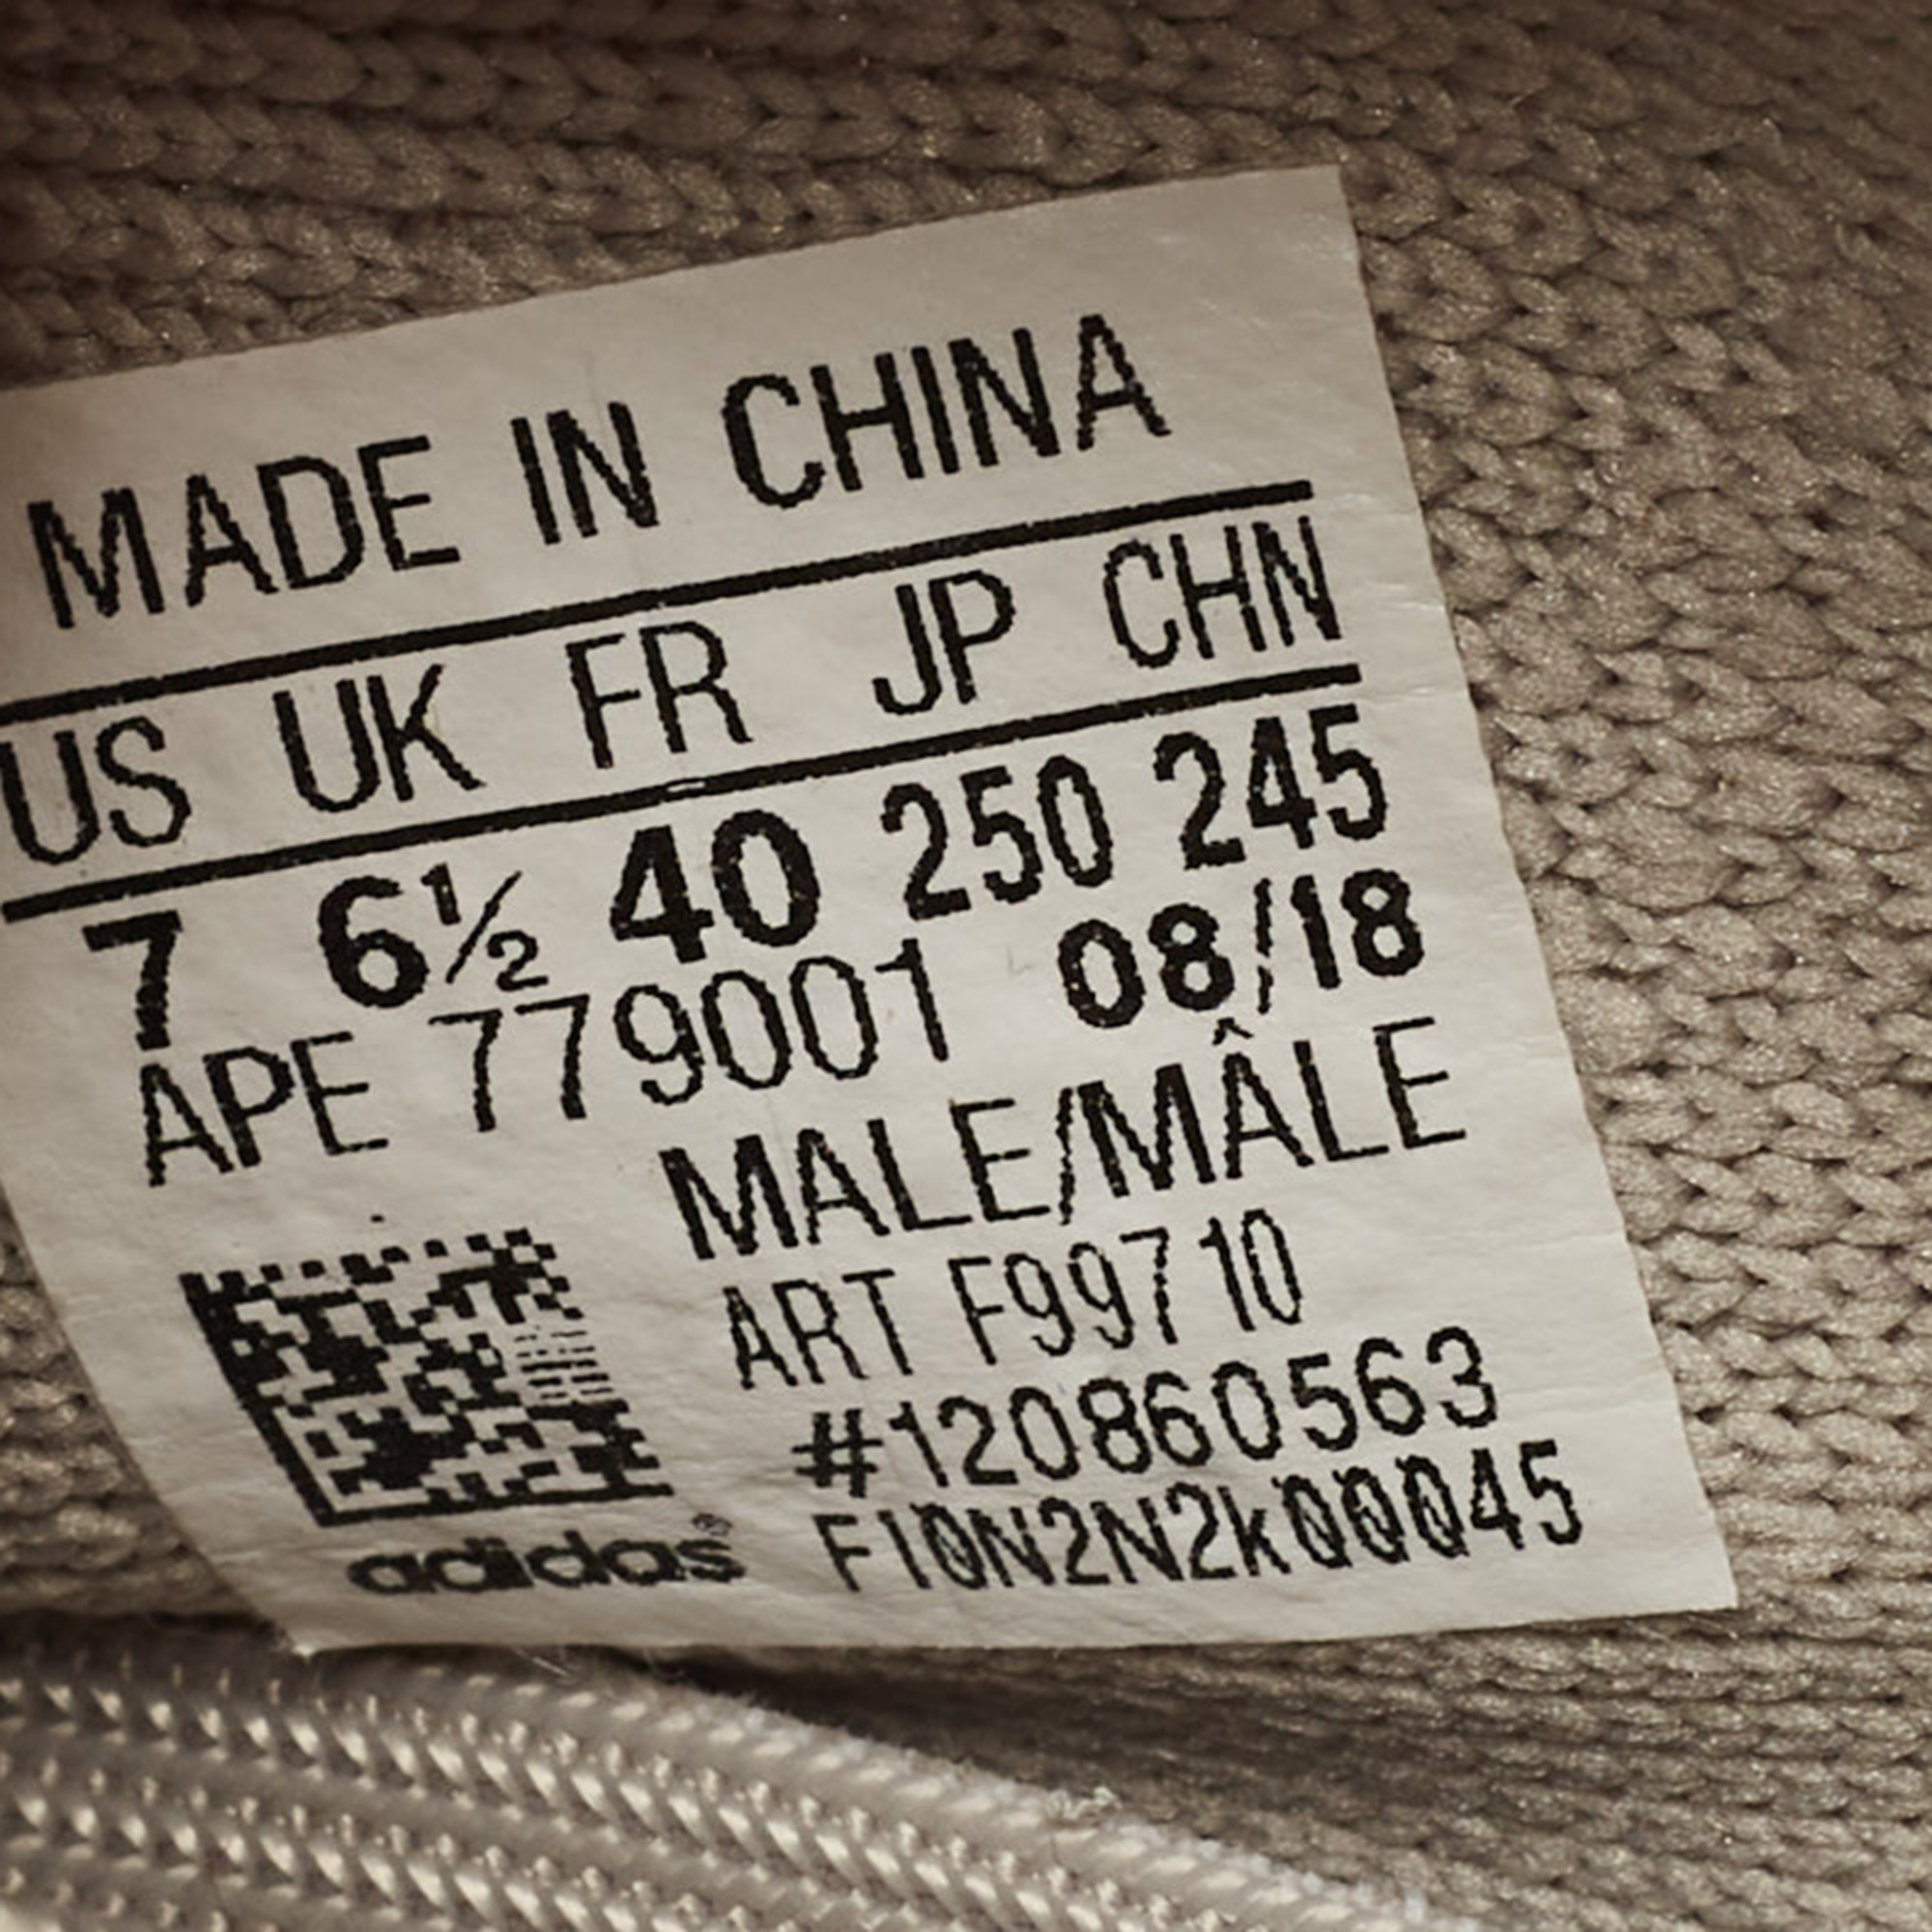 MADE IN CHINA
US UK FR JP CHN
7 6½ 40 250 245
APE 779001 08/18
MALE/MÂLE
ART F99710
#120860563
adidas® F10N2N2k00045